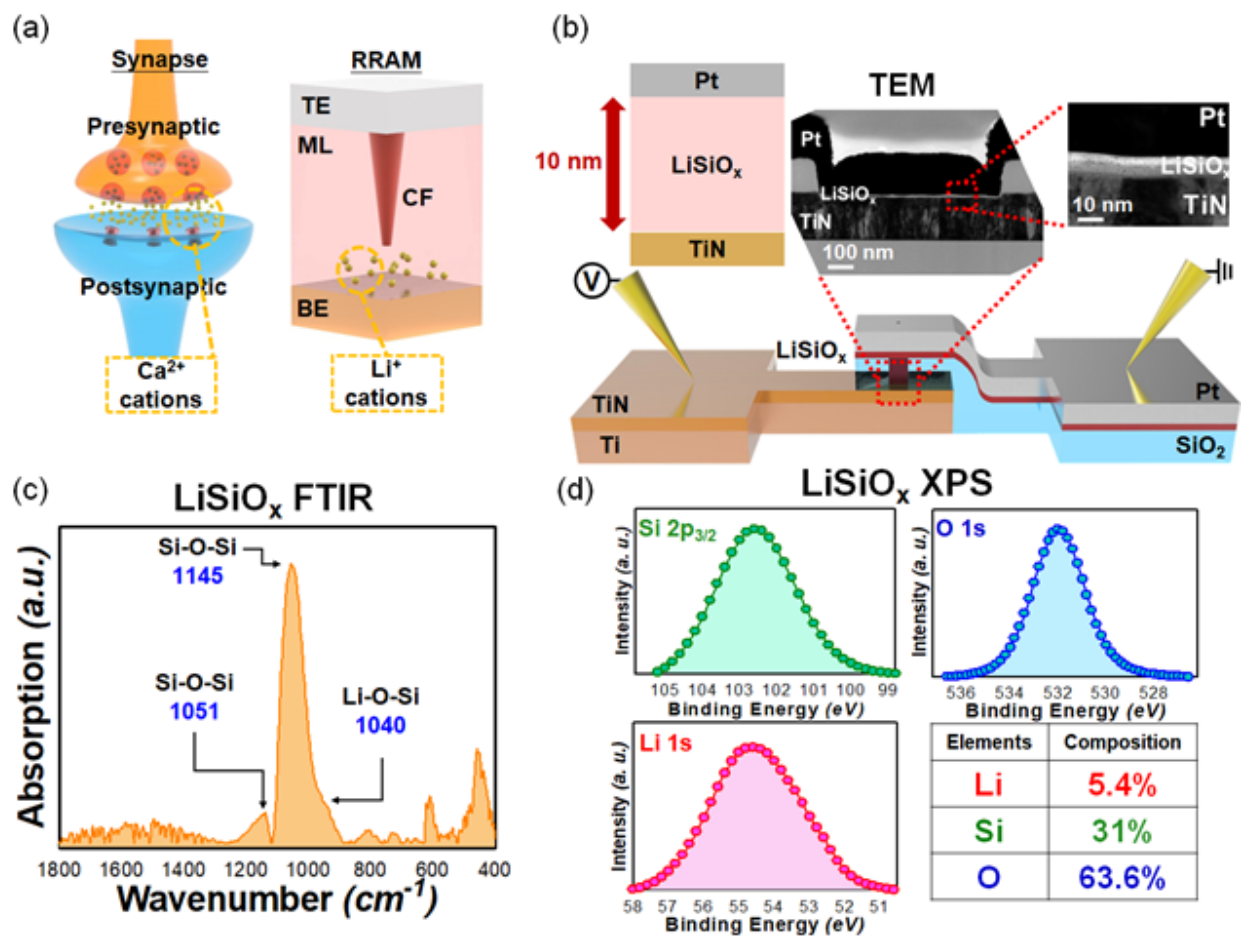 (a)
Synapse
Presynaptic
Postsynaptic
Ca²⁺
cations
RRAM
TE
ML
CF
BE
Li⁺
cations
(b)
Pt
10 nm
LiSiOₓ
TiN
TEM
Pt
LiSiOₓ
TiN
100 nm
Pt
LiSiOₓ
TiN
10 nm
V
LiSiOₓ
TiN
Ti
Pt
SiO₂
(c)
LiSiOₓ FTIR
Si-O-Si
1145
Si-O-Si
1051
Li-O-Si
1040
Absorption (a.u.)
1800 1600 1400 1200 1000 800 600 400
Wavenumber (cm⁻¹)
(d)
LiSiOₓ XPS
Si 2p₃/₂
Intensity (a. u.)
105 104 103 102 101 100 99
Binding Energy (eV)
O 1s
Intensity (a. u.)
536 534 532 530 528
Binding Energy (eV)
Li 1s
Intensity (a. u.)
58 57 56 55 54 53 52 51
Binding Energy (eV)
Elements Composition
Li 5.4%
Si 31%
O 63.6%